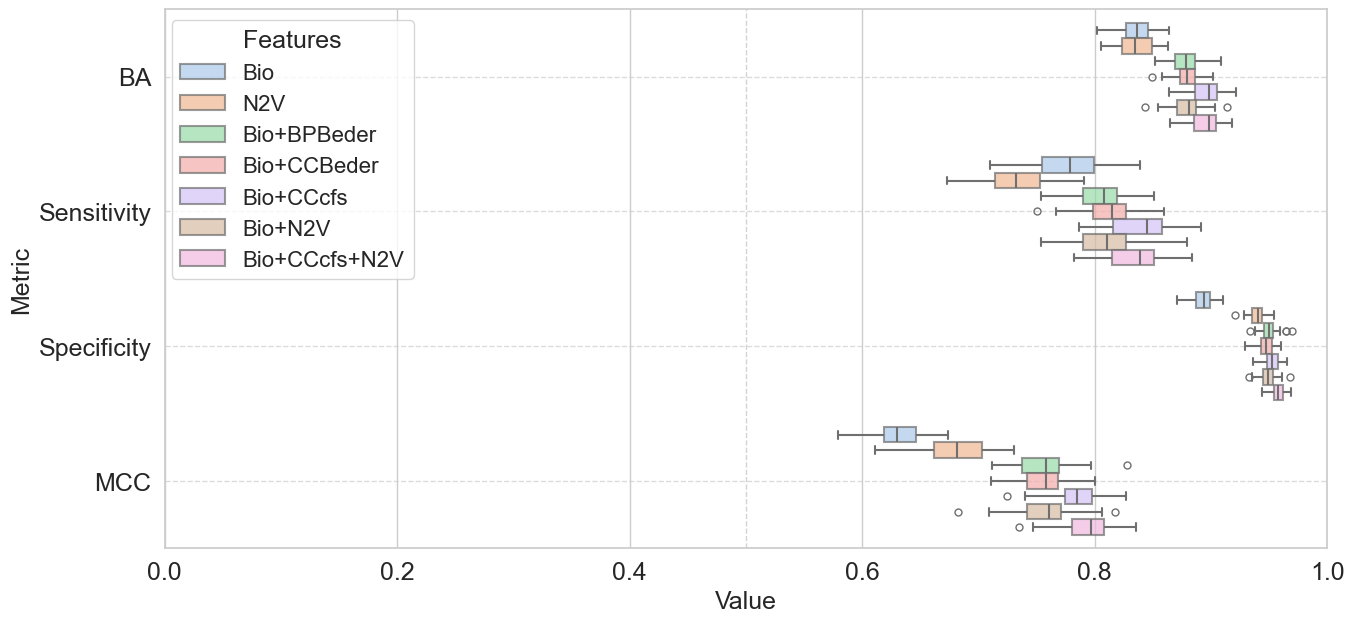 Features
Bio
N2V
Bio+BPBeder
Bio+CCBeder
Bio+CCcfs
Bio+N2V
Bio+CCcfs+N2V
BA
Sensitivity
Specificity
MCC
Metric
0.0 0.2 0.4 0.6 0.8 1.0
Value